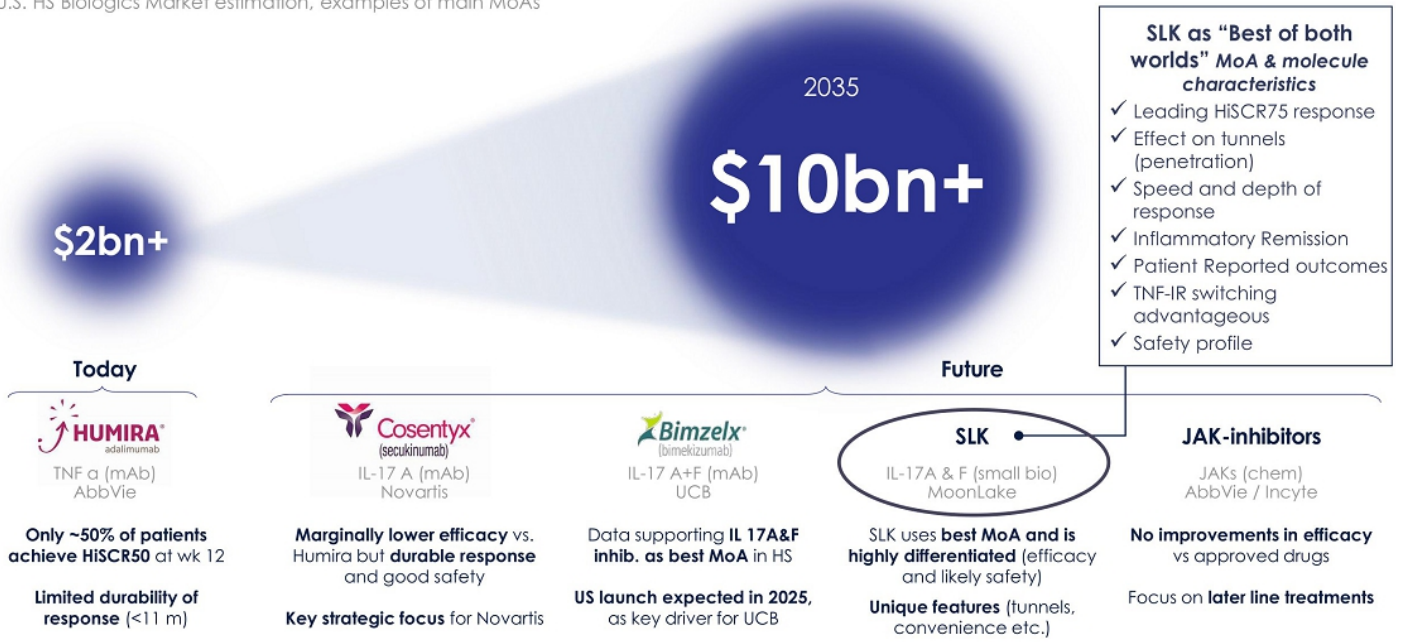 U.S. HS Biologics Market estimation, examples of main MoAs
2035
$10bn+
$2bn+
SLK as “Best of both
worlds” MoA & molecule
characteristics
✓ Leading HiSCR75 response
✓ Effect on tunnels
(penetration)
✓ Speed and depth of
response
✓ Inflammatory Remission
✓ Patient Reported outcomes
✓ TNF-IR switching
advantageous
✓ Safety profile
Today
Future
HUMIRA®
adalimumab
TNF α (mAb)
AbbVie
Only ~50% of patients
achieve HiSCR50 at wk 12
Limited durability of
response (<11 m)
Cosentyx®
(secukinumab)
IL-17 A (mAb)
Novartis
Marginally lower efficacy vs.
Humira but durable response
and good safety
Key strategic focus for Novartis
Bimzelx®
(bimekizumab)
IL-17 A+F (mAb)
UCB
Data supporting IL 17A&F
inhib. as best MoA in HS
US launch expected in 2025,
as key driver for UCB
SLK
IL-17A & F (small bio)
MoonLake
SLK uses best MoA and is
highly differentiated (efficacy
and likely safety)
Unique features (tunnels,
convenience etc.)
JAK-inhibitors
JAKs (chem)
AbbVie / Incyte
No improvements in efficacy
vs approved drugs
Focus on later line treatments